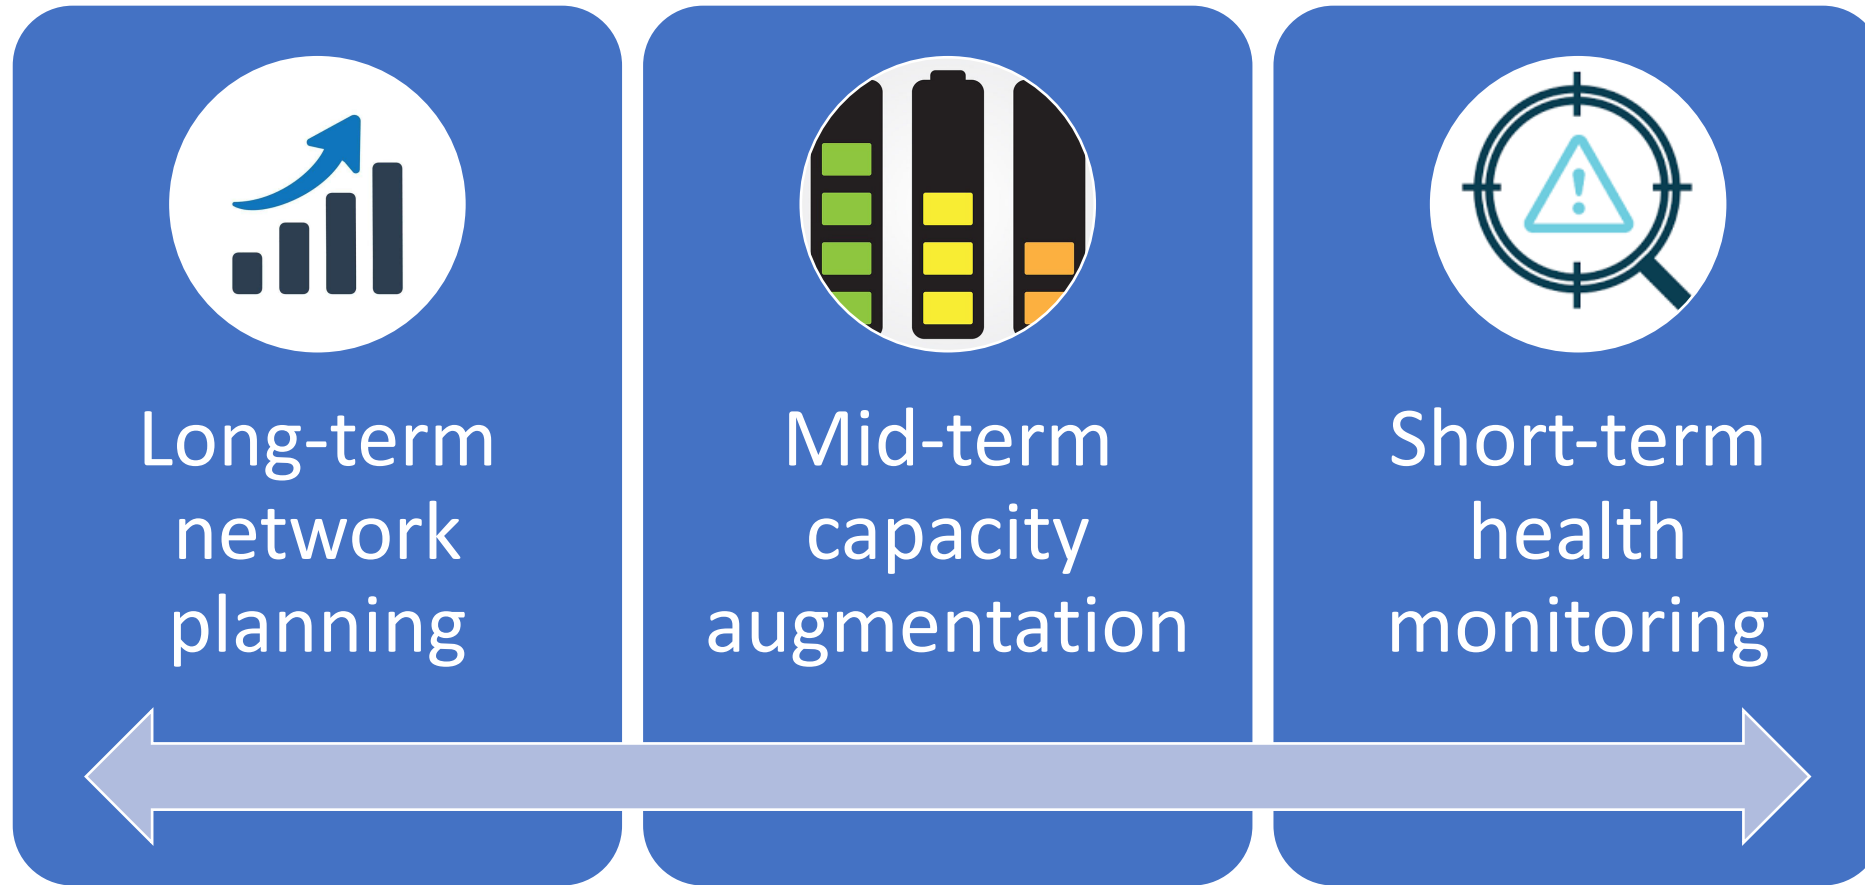 Long-term
network
planning
Mid-term
capacity
augmentation
Short-term
health
monitoring